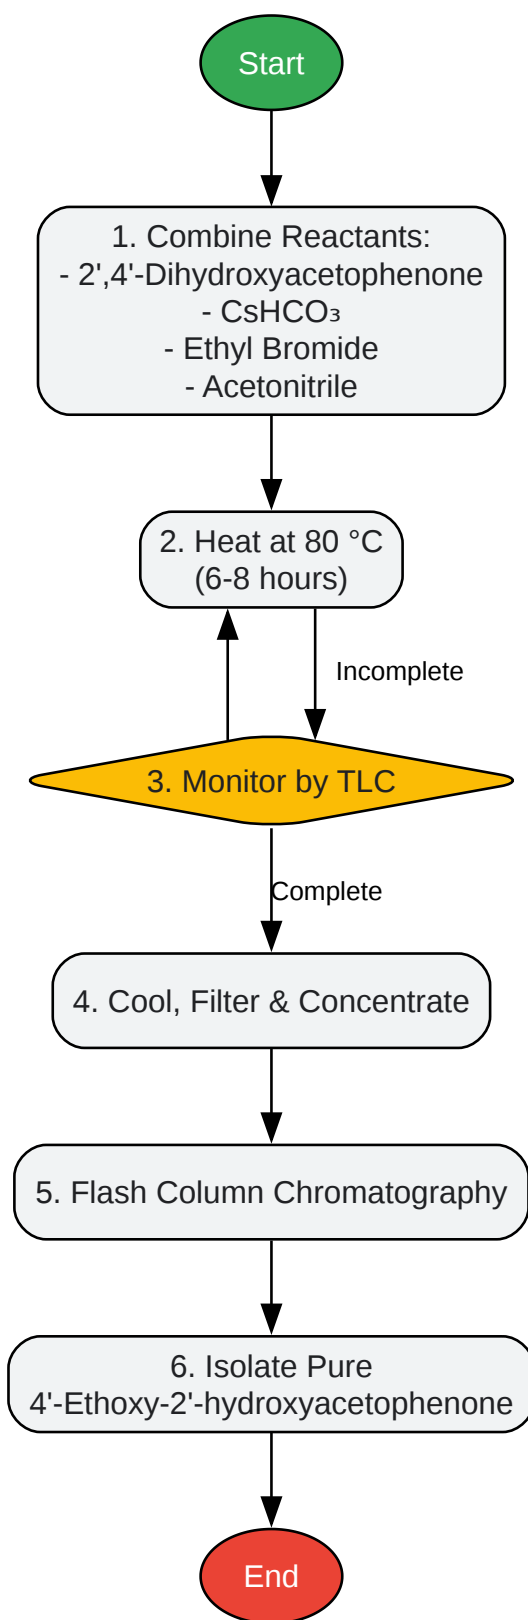 Start
1. Combine Reactants:
- 2',4'-Dihydroxyacetophenone
- CsHCO₃
- Ethyl Bromide
- Acetonitrile
2. Heat at 80 °C
(6-8 hours)
Incomplete
3. Monitor by TLC
Complete
4. Cool, Filter & Concentrate
5. Flash Column Chromatography
6. Isolate Pure
4'-Ethoxy-2'-hydroxyacetophenone
End